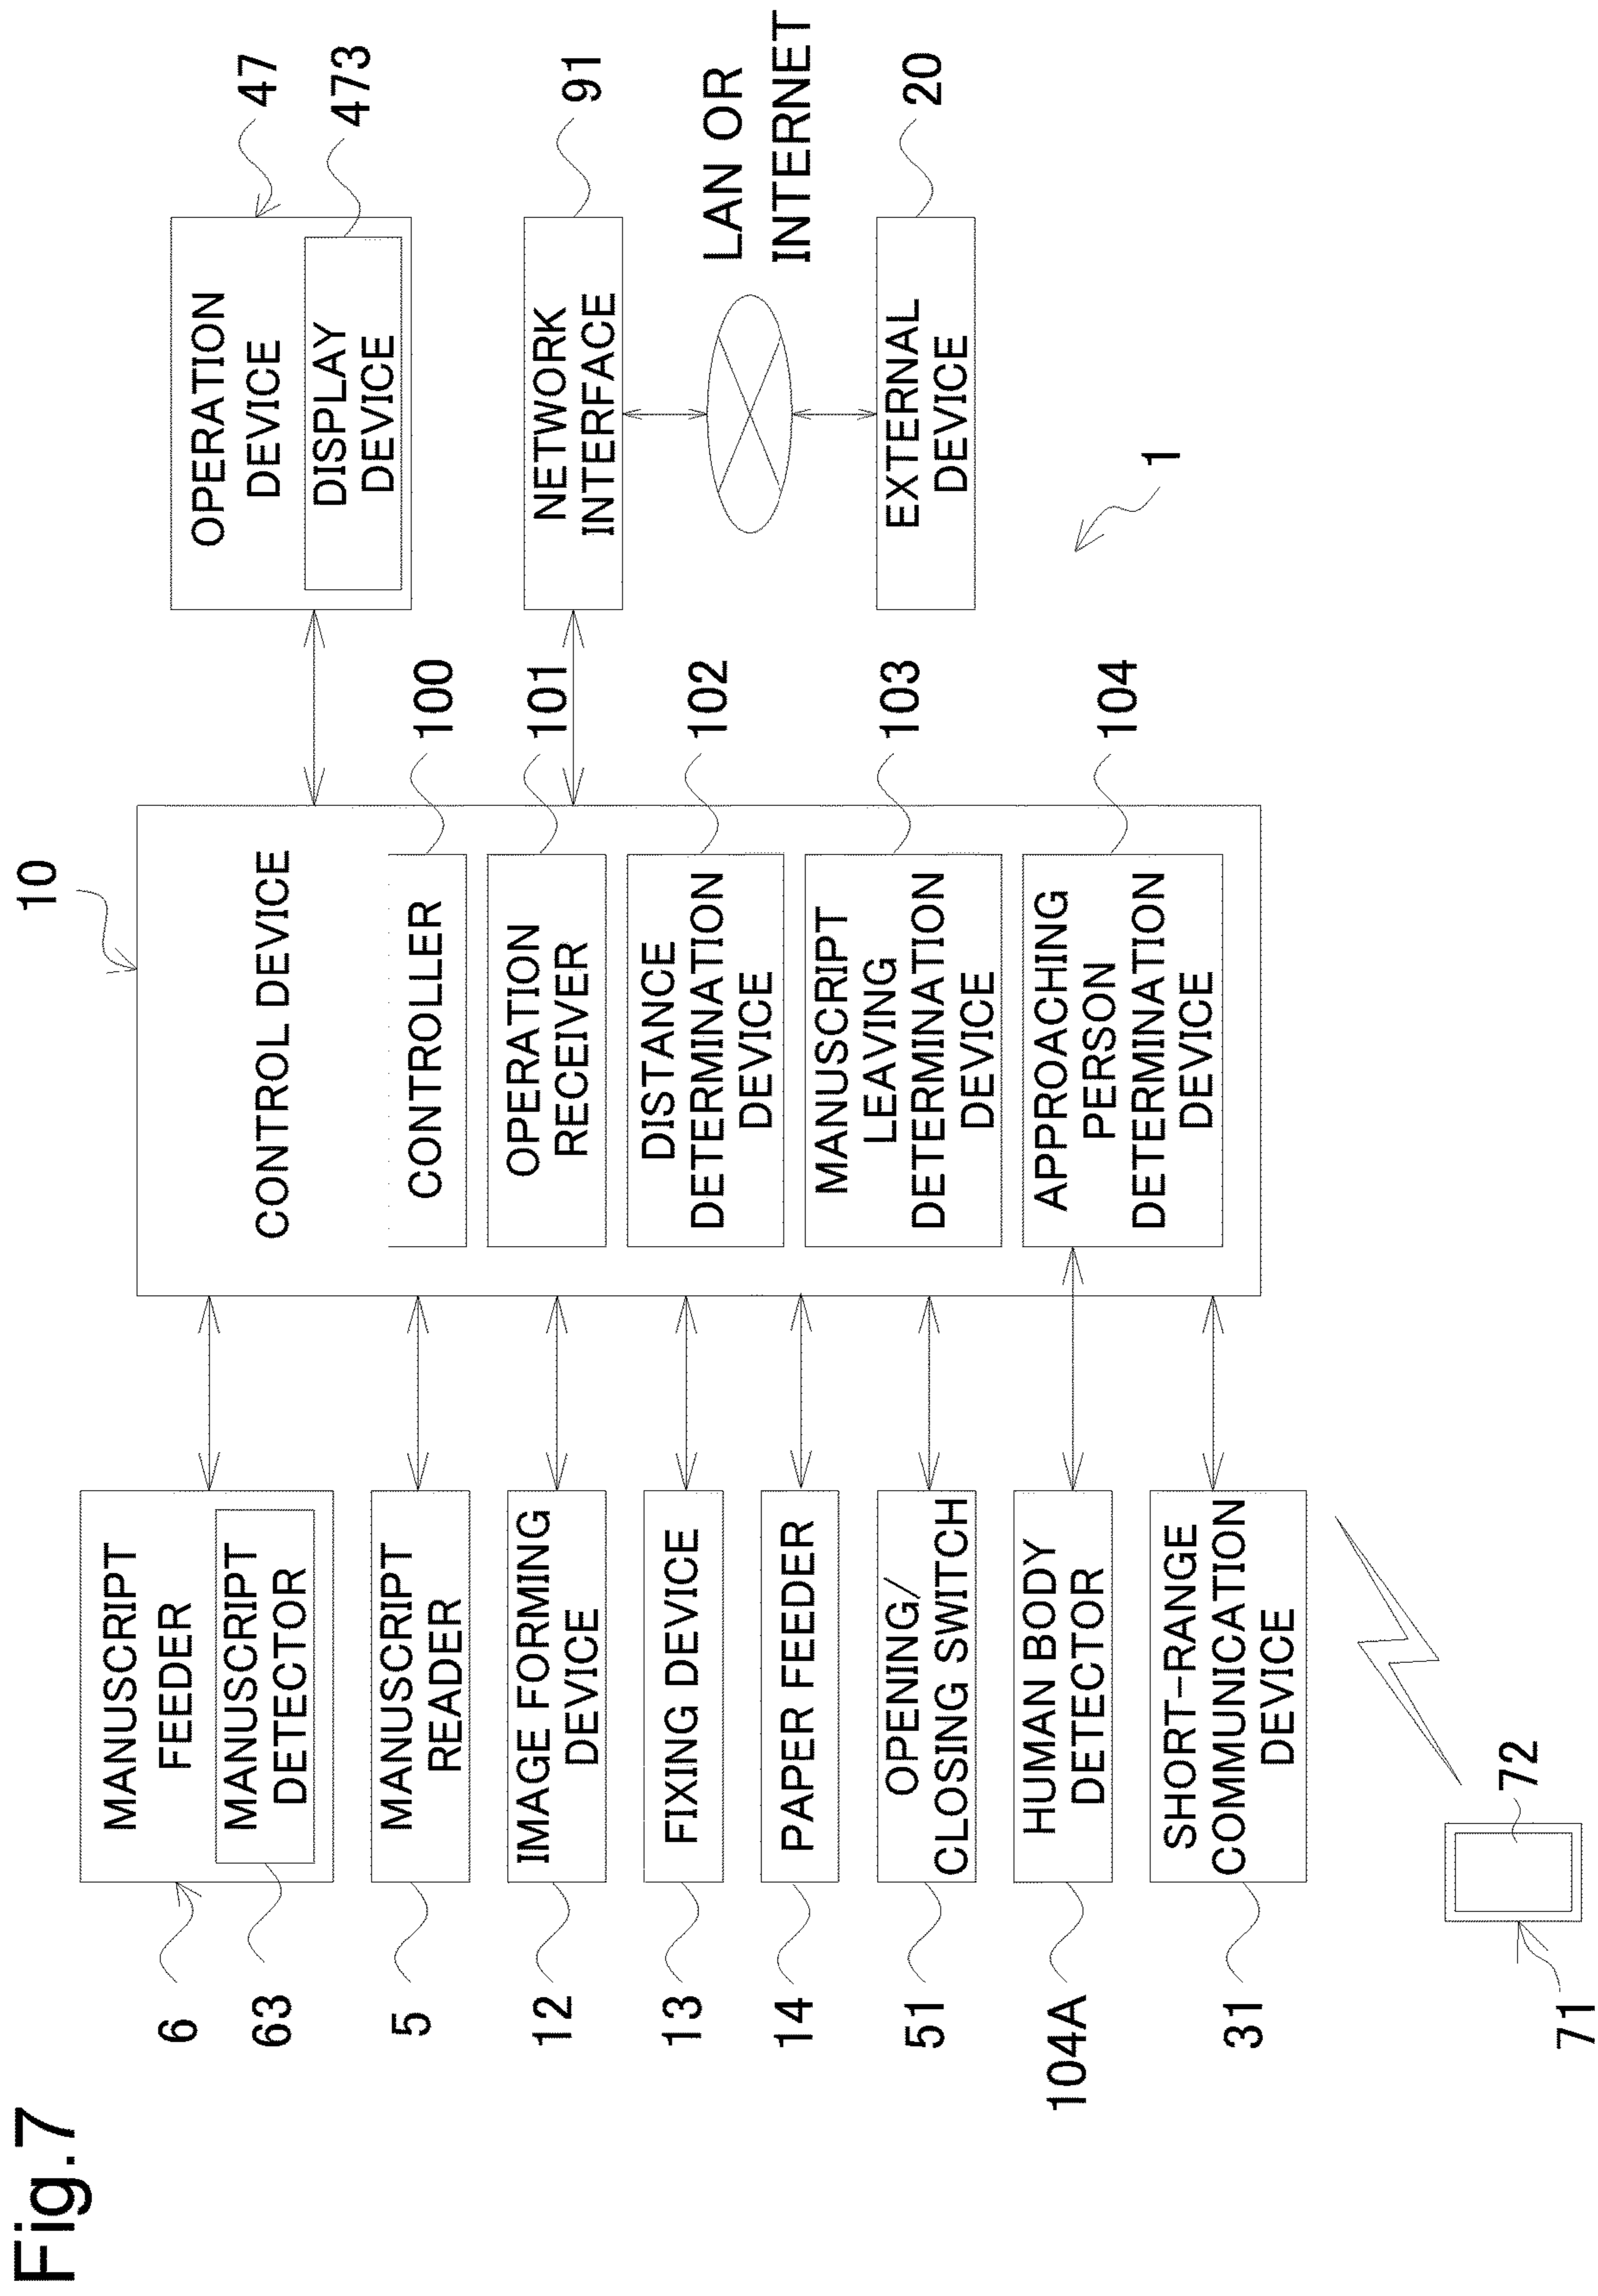 Fig.7
6
MANUSCRIPT
FEEDER
63
MANUSCRIPT
DETECTOR
5
MANUSCRIPT
READER
12
IMAGE FORMING
DEVICE
13
FIXING DEVICE
14
PAPER FEEDER
51
OPENING/
CLOSING SWITCH
104A
HUMAN BODY
DETECTOR
31
SHORT-RANGE
COMMUNICATION
DEVICE
71
72
10
CONTROL DEVICE
CONTROLLER
100
OPERATION
RECEIVER
101
DISTANCE
DETERMINATION
DEVICE
102
MANUSCRIPT
LEAVING
DETERMINATION
DEVICE
103
APPROACHING
PERSON
DETERMINATION
DEVICE
104
OPERATION
DEVICE
47
DISPLAY
DEVICE
473
NETWORK
INTERFACE
91
LAN OR
INTERNET
EXTERNAL
DEVICE
20
1